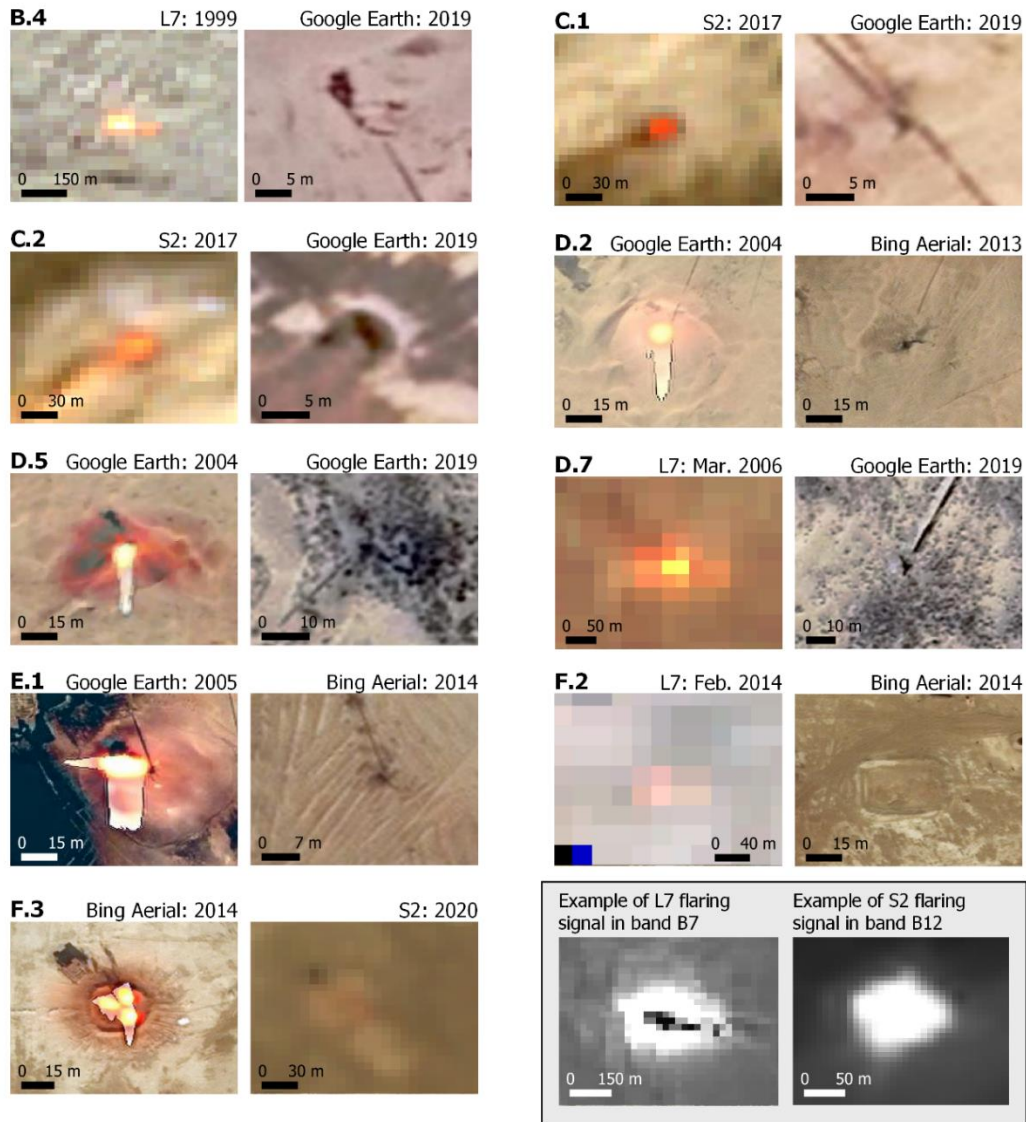 B.4 L7: 1999 Google Earth: 2019
0 150 m 0 5 m
C.1 S2: 2017 Google Earth: 2019
0 30 m 0 5 m
C.2 S2: 2017 Google Earth: 2019
0 30 m 0 5 m
D.2 Google Earth: 2004 Bing Aerial: 2013
0 15 m 0 15 m
D.5 Google Earth: 2004 Google Earth: 2019
0 15 m 0 10 m
D.7 L7: Mar. 2006 Google Earth: 2019
0 50 m 0 10 m
E.1 Google Earth: 2005 Bing Aerial: 2014
0 15 m 0 7 m
F.2 L7: Feb. 2014 Bing Aerial: 2014
0 40 m 0 15 m
F.3 Bing Aerial: 2014 S2: 2020
0 15 m 0 30 m
Example of L7 flaring
signal in band B7
0 150 m
Example of S2 flaring
signal in band B12
0 50 m